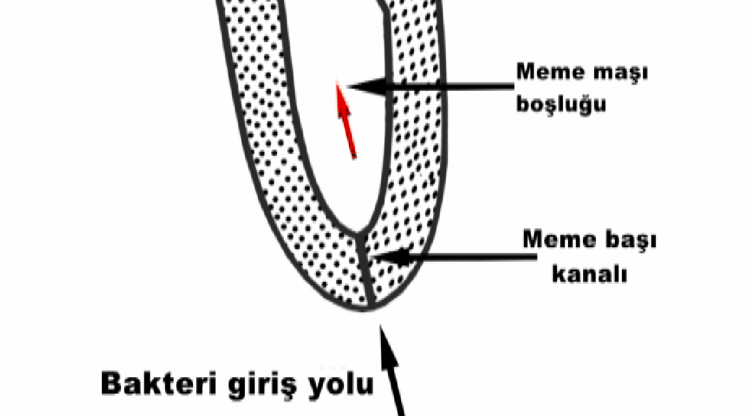 Meme maşı
boşluğu
Meme başı
kanalı
Bakteri giriş yolu